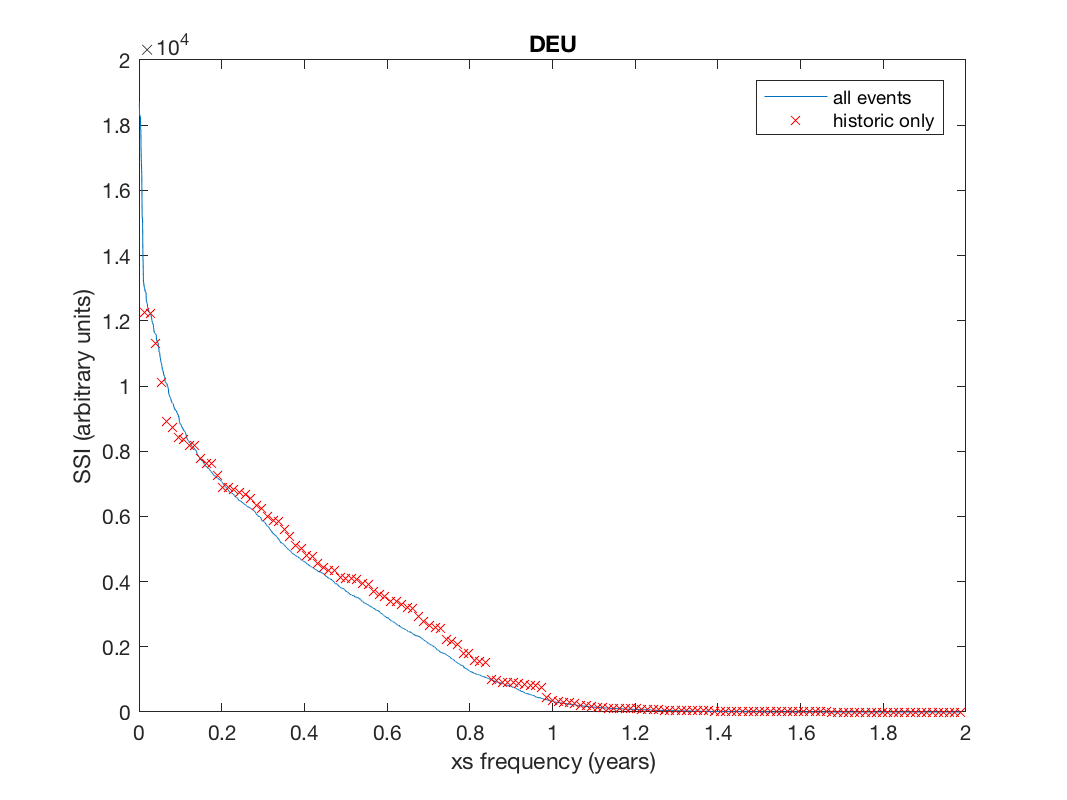 DEU
×10⁴
2
1.8
1.6
1.4
1.2
1
0.8
0.6
0.4
0.2
0
SSI (arbitrary units)
all events
historic only
0 0.2 0.4 0.6 0.8 1 1.2 1.4 1.6 1.8 2
xs frequency (years)